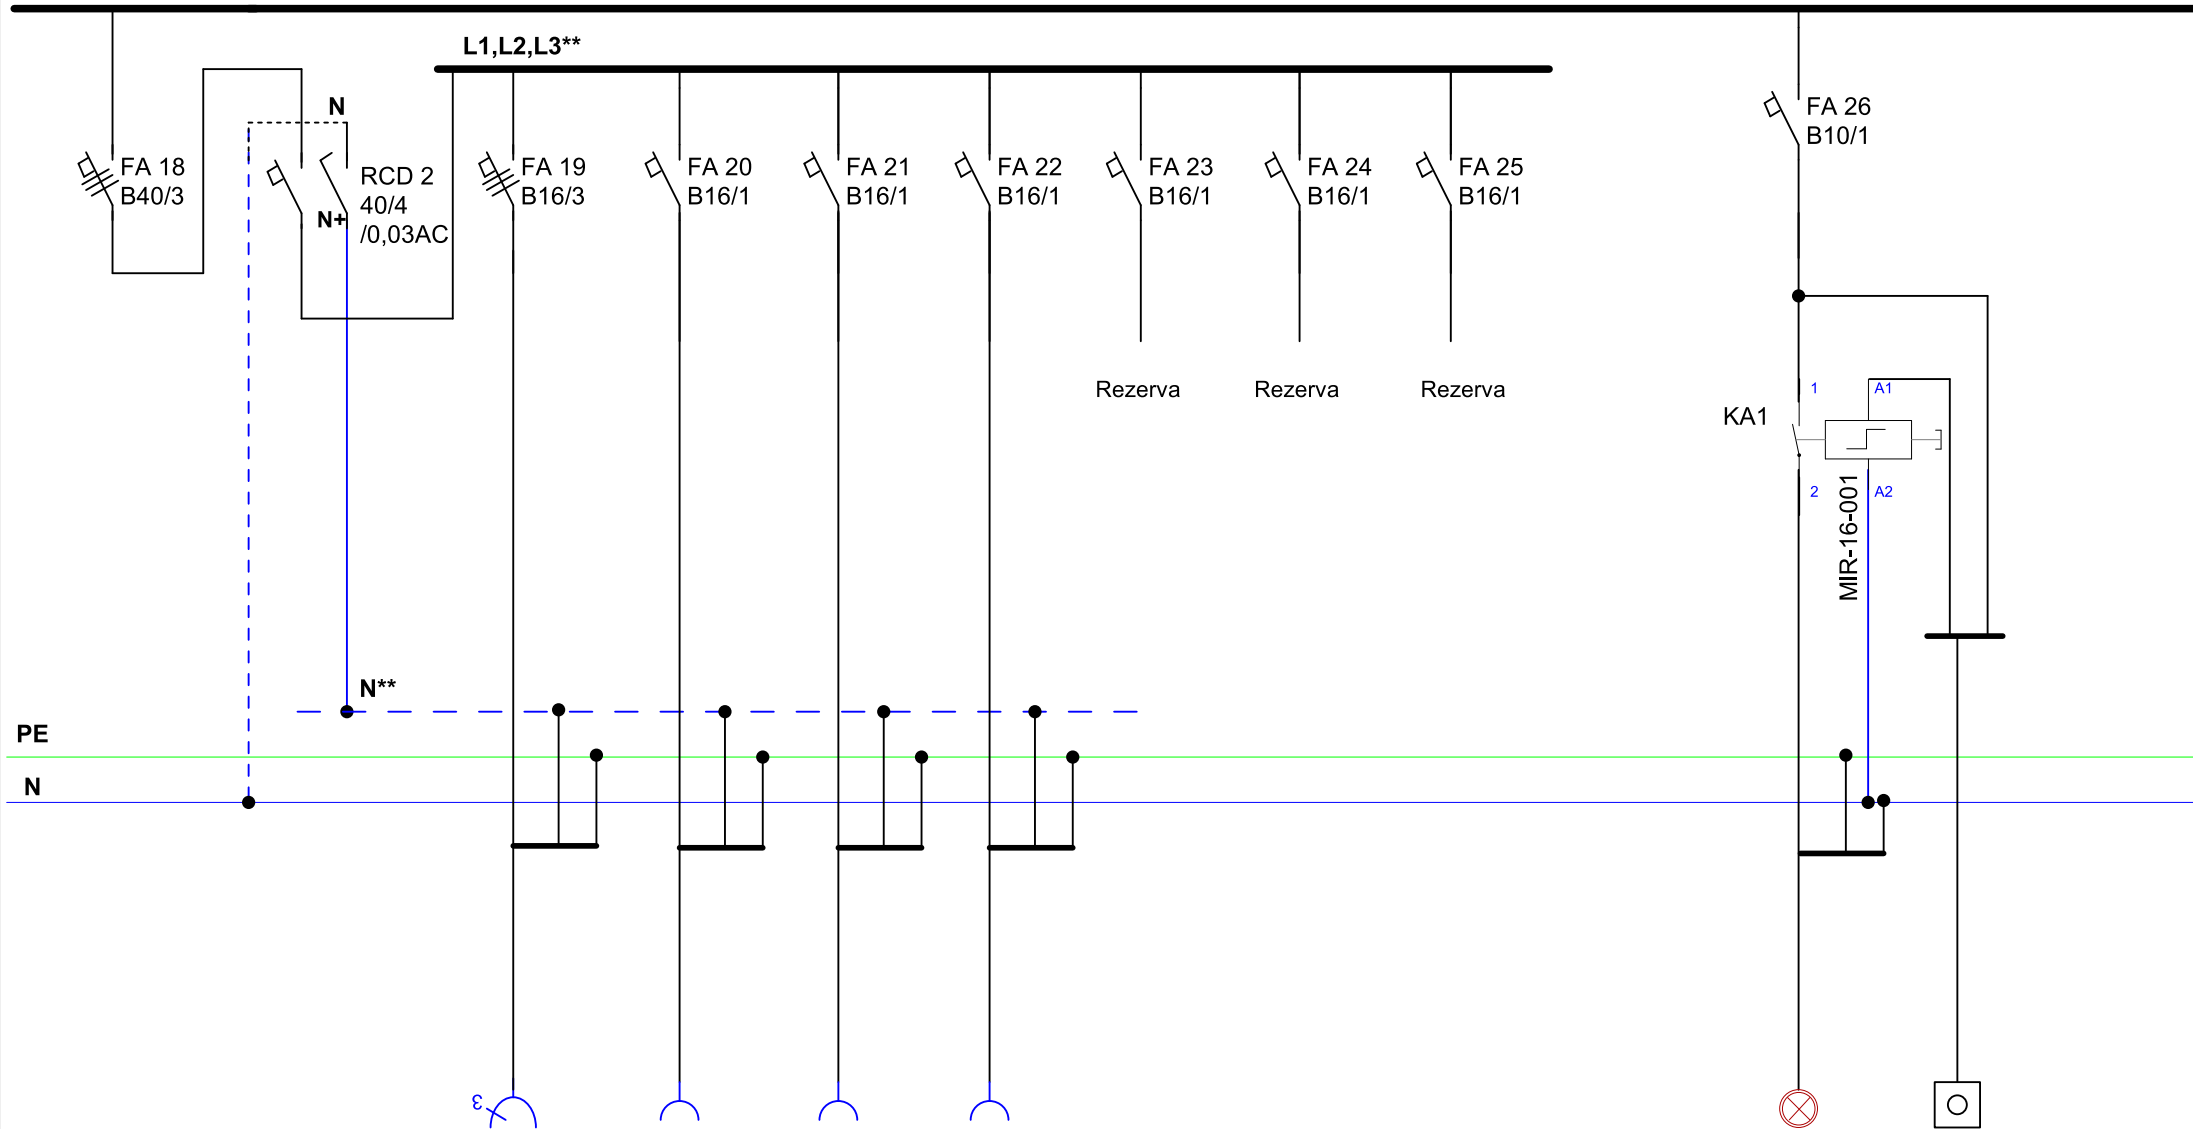 L1,L2,L3**
N
FA 18
B40/3
RCD 2
40/4
/0,03AC
N+
FA 19
B16/3
FA 20
B16/1
FA 21
B16/1
FA 22
B16/1
FA 23
B16/1
FA 24
B16/1
FA 25
B16/1
FA 26
B10/1
Rezerva
Rezerva
Rezerva
1
A1
KA1
2
A2
MIR-16-001
N**
PE
N
3